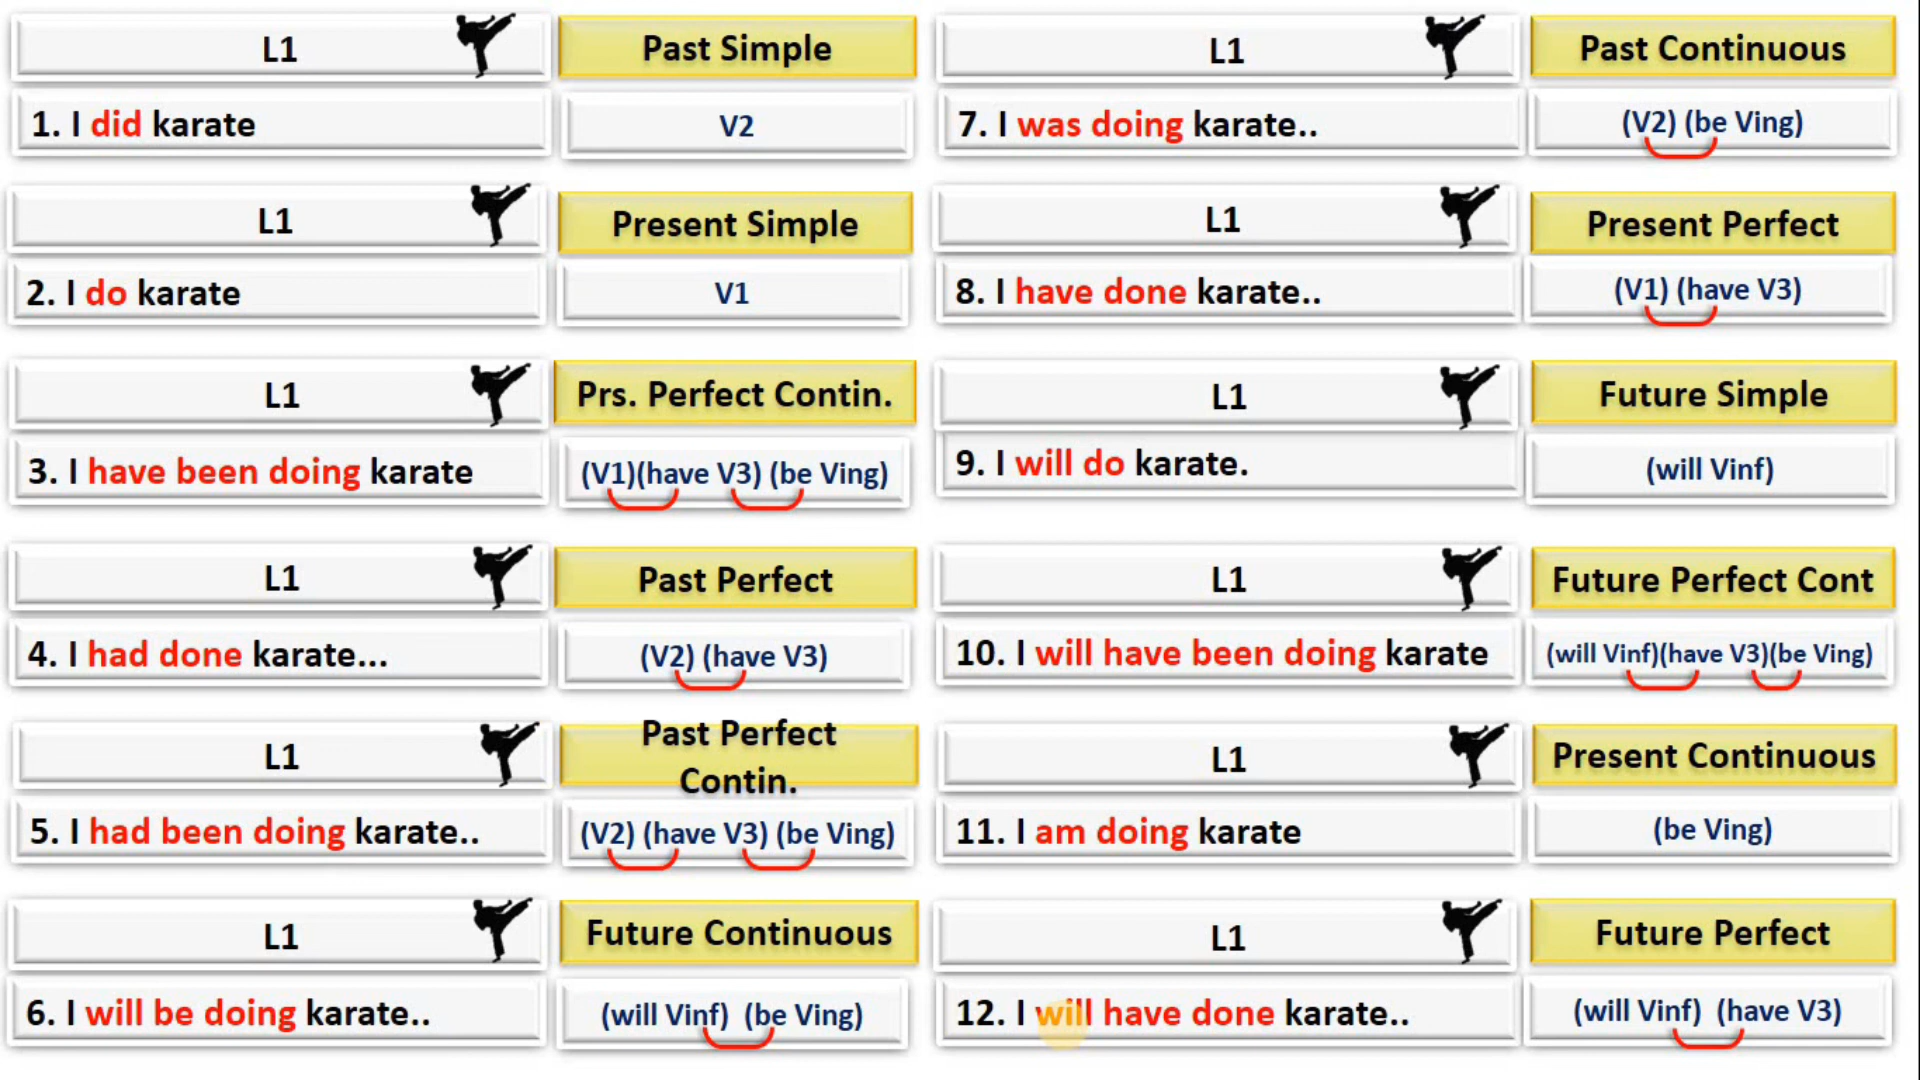 L1
Past Simple
1. I did karate
V2
L1
Present Simple
2. I do karate
V1
L1
Prs. Perfect Contin.
3. I have been doing karate
(V1)(have V3) (be Ving)
L1
Past Perfect
4. I had done karate...
(V2) (have V3)
L1
Past Perfect
Contin.
5. I had been doing karate..
(V2) (have V3) (be Ving)
L1
Future Continuous
6. I will be doing karate..
(will Vinf) (be Ving)
L1
Past Continuous
7. I was doing karate..
(V2) (be Ving)
L1
Present Perfect
8. I have done karate..
(V1) (have V3)
L1
Future Simple
9. I will do karate.
(will Vinf)
L1
Future Perfect Cont
10. I will have been doing karate
(will Vinf)(have V3)(be Ving)
L1
Present Continuous
11. I am doing karate
(be Ving)
L1
Future Perfect
12. I will have done karate..
(will Vinf) (have V3)